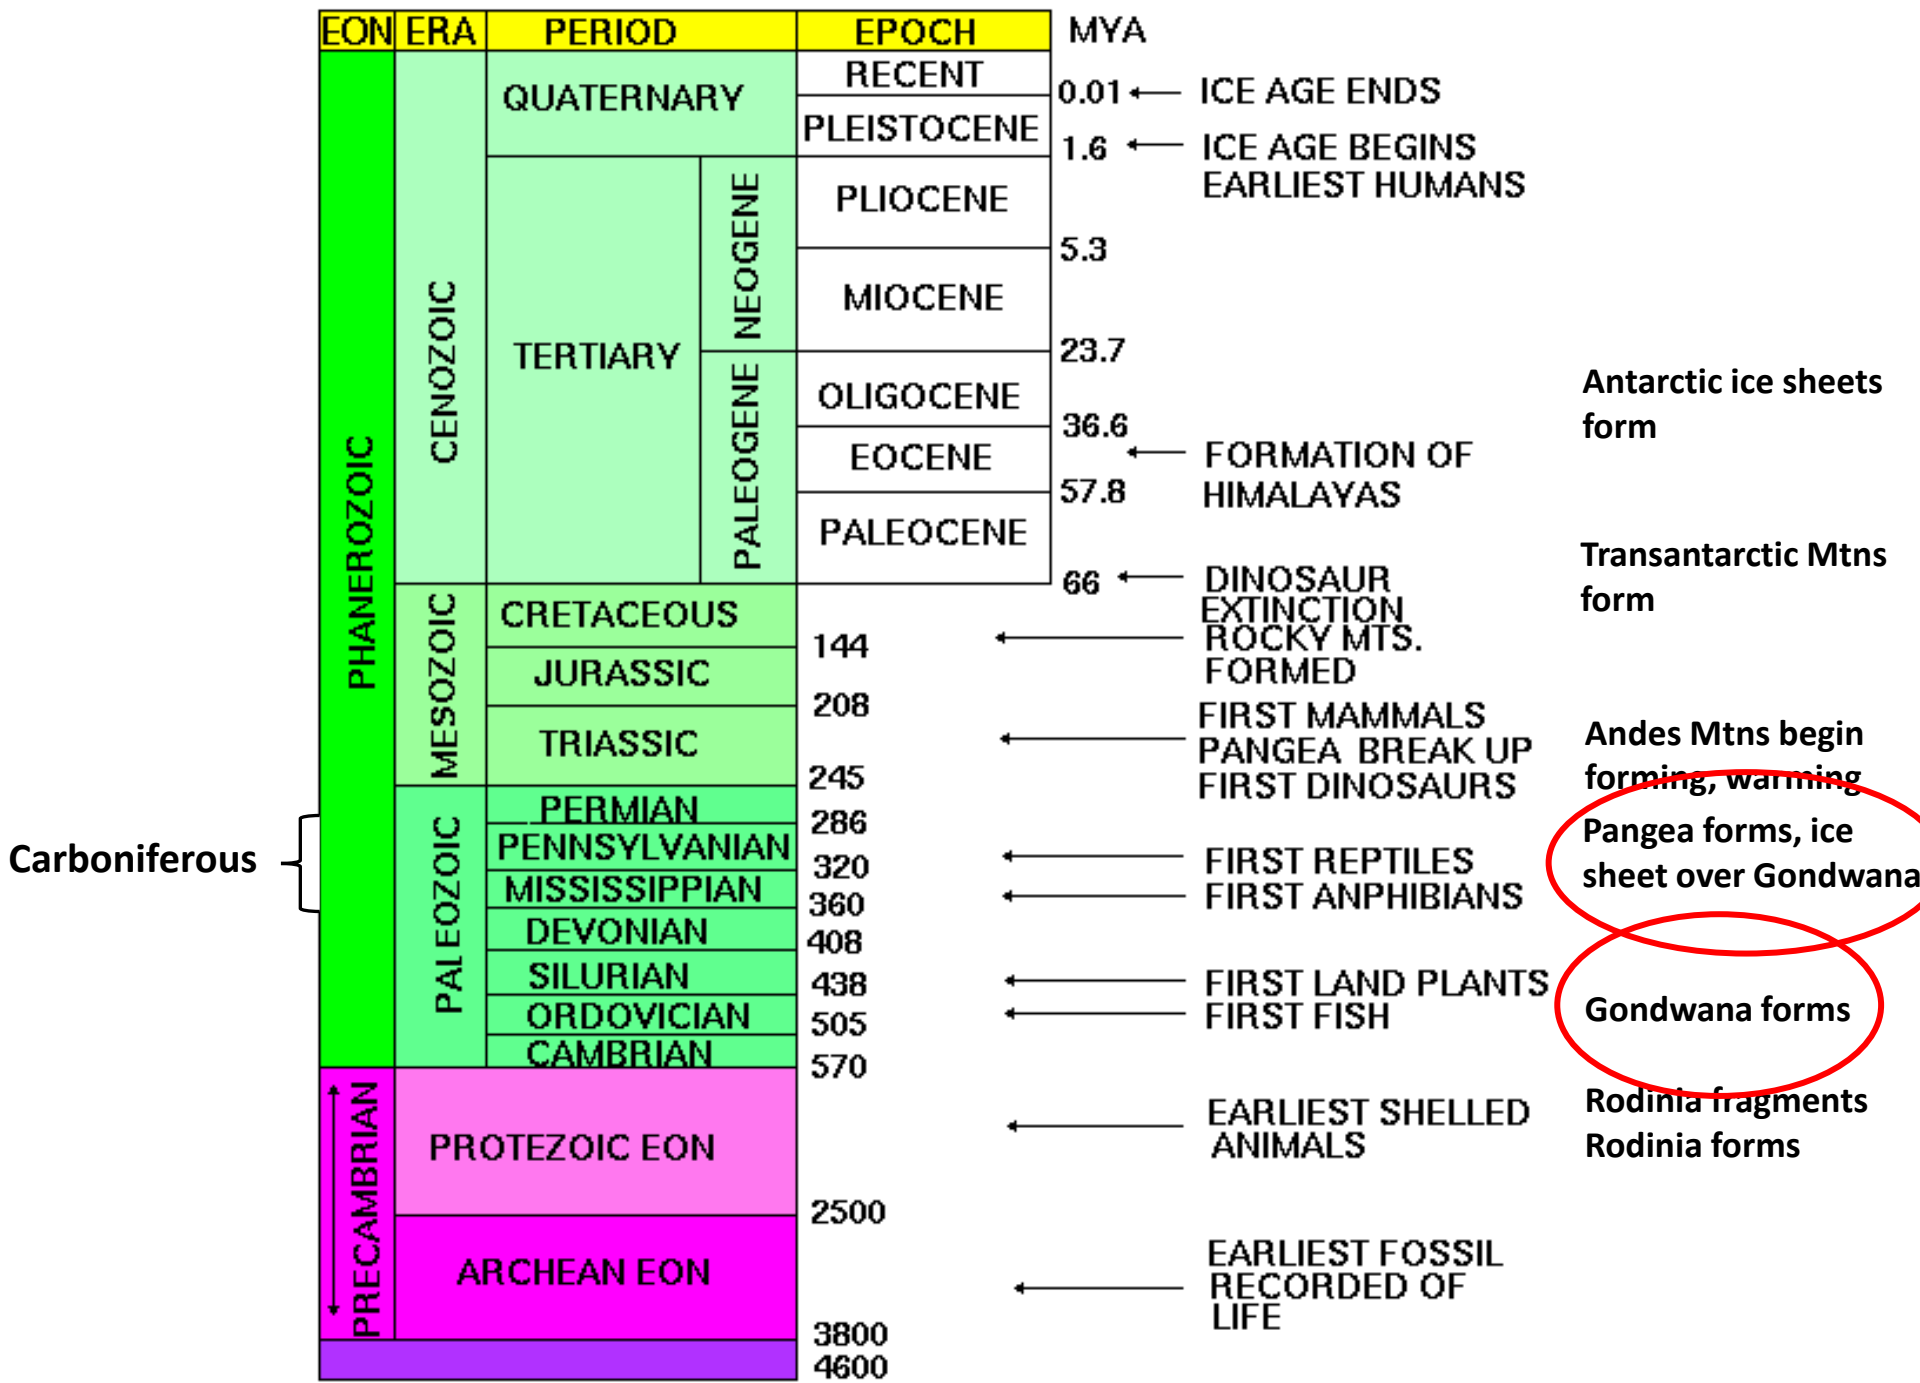 EON ERA PERIOD EPOCH MYA
PHANEROZOIC
CENOZOIC
QUATERNARY
RECENT
0.01
ICE AGE ENDS
PLEISTOCENE
1.6
ICE AGE BEGINS
EARLIEST HUMANS
TERTIARY
NEOGENE
PLIOCENE
5.3
MIOCENE
23.7
PALEOGENE
OLIGOCENE
36.6
Antarctic ice sheets
form
EOCENE
FORMATION OF
HIMALAYAS
57.8
PALEOCENE
66
DINOSAUR
EXTINCTION
Transantarctic Mtns
form
MESOZOIC
CRETACEOUS
144
ROCKY MTS.
FORMED
JURASSIC
208
TRIASSIC
245
FIRST MAMMALS
PANGEA BREAK UP
FIRST DINOSAURS
Andes Mtns begin
forming, warming
Carboniferous
PALEOZOIC
PERMIAN
286
PENNSYLVANIAN
320
FIRST REPTILES
Pangea forms, ice
sheet over Gondwana
MISSISSIPPIAN
360
FIRST ANPHIBIANS
DEVONIAN
408
SILURIAN
438
FIRST LAND PLANTS
ORDOVICIAN
505
FIRST FISH
Gondwana forms
CAMBRIAN
570
PRECAMBRIAN
PROTEZOIC EON
EARLIEST SHELLED
ANIMALS
Rodinia fragments
Rodinia forms
2500
ARCHEAN EON
EARLIEST FOSSIL
RECORDED OF
LIFE
3800
4600